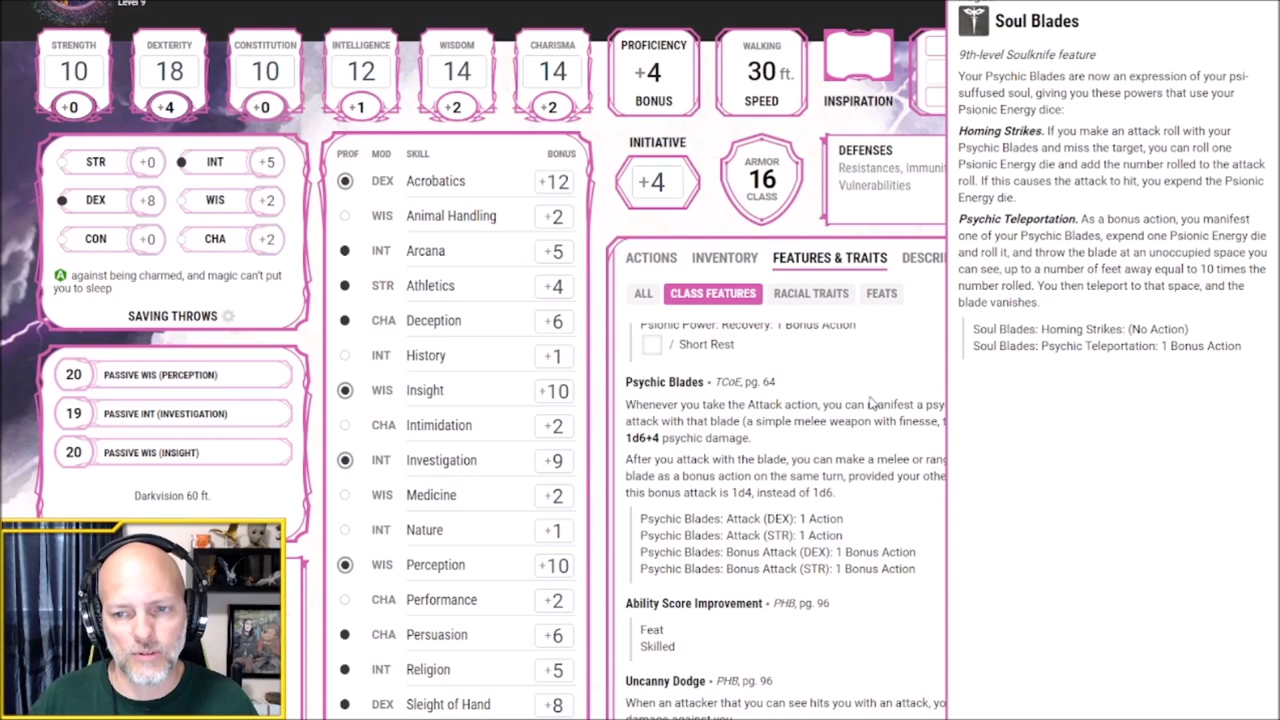 Level 9
STRENGTH
10
+0
DEXTERITY
18
+4
CONSTITUTION
10
+0
INTELLIGENCE
12
+1
WISDOM
14
+2
CHARISMA
14
+2
PROFICIENCY
+4
BONUS
WALKING
30 ft.
SPEED
INSPIRATION
STR +0
INT +5
DEX +8
WIS +2
CON +0
CHA +2
A against being charmed, and magic can't put
you to sleep
SAVING THROWS
20 PASSIVE WIS (PERCEPTION)
19 PASSIVE INT (INVESTIGATION)
20 PASSIVE WIS (INSIGHT)
Darkvision 60 ft.
PROF MOD SKILL BONUS
DEX Acrobatics +12
WIS Animal Handling +2
INT Arcana +5
STR Athletics +4
CHA Deception +6
INT History +1
WIS Insight +10
CHA Intimidation +2
INT Investigation +9
WIS Medicine +2
INT Nature +1
WIS Perception +10
CHA Performance +2
CHA Persuasion +6
INT Religion +5
DEX Sleight of Hand +8
INITIATIVE
+4
ARMOR
16
CLASS
DEFENSES
Resistances, Immuni
Vulnerabilities
ACTIONS INVENTORY FEATURES & TRAITS DESCRI
ALL CLASS FEATURES RACIAL TRAITS FEATS
Psionic Power: Recovery: 1 Bonus Action
/ Short Rest
Psychic Blades • TCoE, pg. 64
Whenever you take the Attack action, you can manifest a psy
attack with that blade (a simple melee weapon with finesse, t
1d6+4 psychic damage.
After you attack with the blade, you can make a melee or rang
blade as a bonus action on the same turn, provided your othe
this bonus attack is 1d4, instead of 1d6.
Psychic Blades: Attack (DEX): 1 Action
Psychic Blades: Attack (STR): 1 Action
Psychic Blades: Bonus Attack (DEX): 1 Bonus Action
Psychic Blades: Bonus Attack (STR): 1 Bonus Action
Ability Score Improvement • PHB, pg. 96
Feat
Skilled
Uncanny Dodge • PHB, pg. 96
When an attacker that you can see hits you with an attack, yo
damage against you
Soul Blades
9th-level Soulknife feature
Your Psychic Blades are now an expression of your psi-
suffused soul, giving you these powers that use your
Psionic Energy dice:
Homing Strikes. If you make an attack roll with your
Psychic Blades and miss the target, you can roll one
Psionic Energy die and add the number rolled to the attack
roll. If this causes the attack to hit, you expend the Psionic
Energy die.
Psychic Teleportation. As a bonus action, you manifest
one of your Psychic Blades, expend one Psionic Energy die
and roll it, and throw the blade at an unoccupied space you
can see, up to a number of feet away equal to 10 times the
number rolled. You then teleport to that space, and the
blade vanishes.
Soul Blades: Homing Strikes: (No Action)
Soul Blades: Psychic Teleportation: 1 Bonus Action